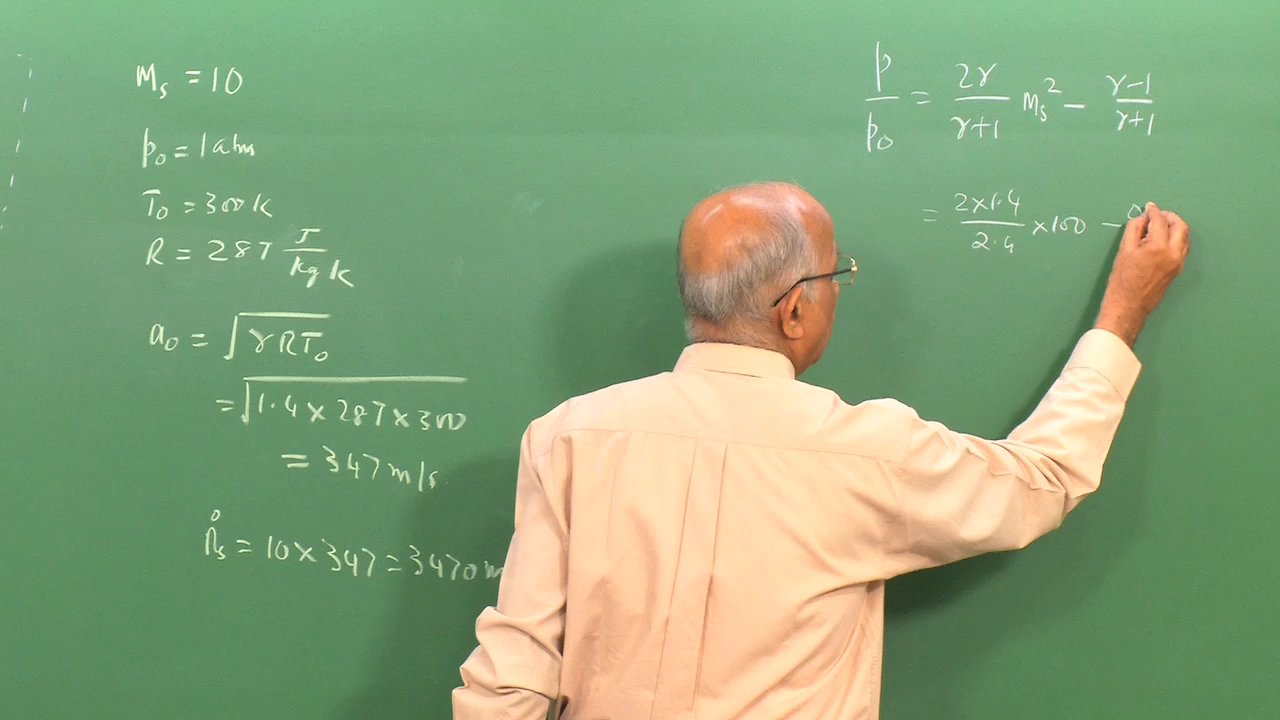 Ms = 10
p0 = 1 atm
T0 = 300 K
R = 287 J/kg K
a0 = √γRT0
= √1.4 × 287 × 300
= 347 m/s
Ṙs = 10 × 347 = 3470 m
p/p0 = 2γ/γ+1 Ms² − γ−1/γ+1
= 2×1.4/2.4 ×100 − 0